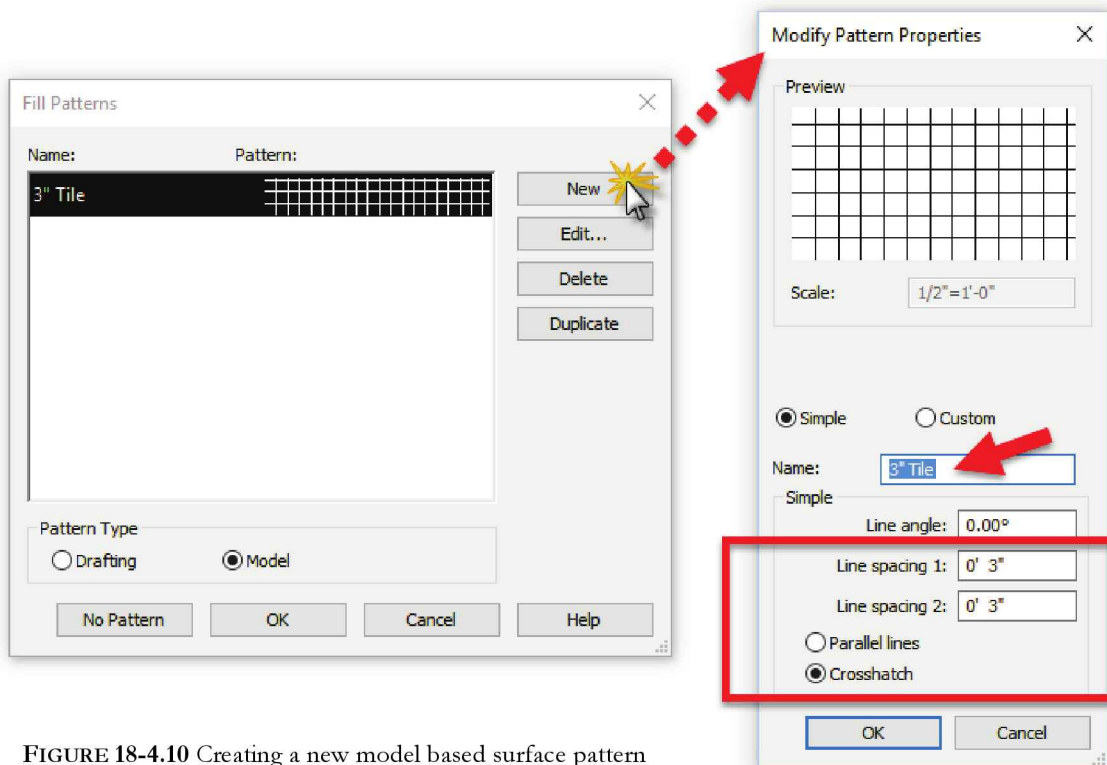 Fill Patterns
Name: Pattern:
3" Tile
New
Edit...
Delete
Duplicate
Pattern Type
Drafting Model
No Pattern OK Cancel Help
Modify Pattern Properties
Preview
Scale: 1/2"=1'-0"
Simple Custom
Name: 3" Tile
Simple
Line angle: 0.00°
Line spacing 1: 0' 3"
Line spacing 2: 0' 3"
Parallel lines
Crosshatch
OK Cancel
FIGURE 18-4.10 Creating a new model based surface pattern